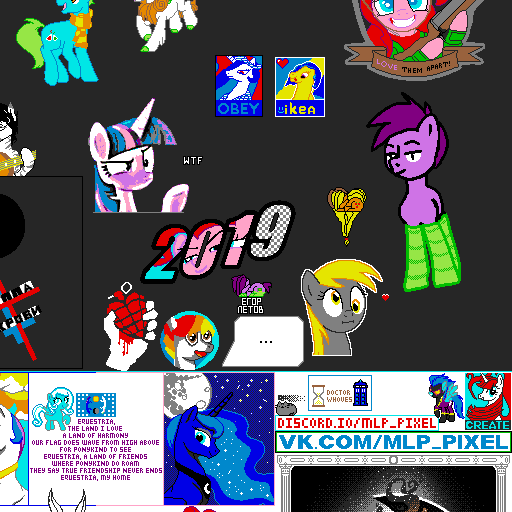 LOVE THEM APART!
OBEY
iken
WTF
2019
ЕГОР
ЛЕТОВ
...
DOCTOR
WHOVES
CREATE
DISCORD.IO/MLP_PIXEL
VK.COM/MLP_PIXEL
EQUESTRIA,
THE LAND I LOVE
A LAND OF HARMONY
OUR FLAG DOES WAVE FROM HIGH ABOVE
FOR PONYKIND TO SEE
EQUESTRIA, A LAND OF FRIENDS
WHERE PONYKIND DO ROAM
THEY SAY TRUE FRIENDSHIP NEVER ENDS
EQUESTRIA, MY HOME